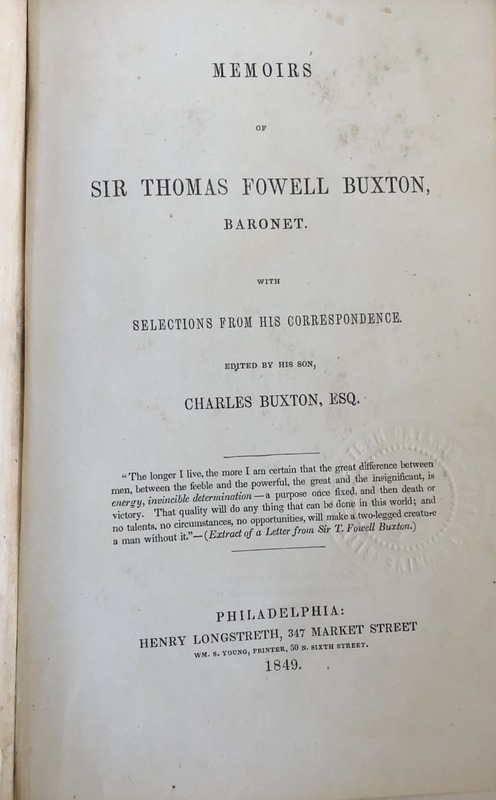 MEMOIRS
OF
SIR THOMAS FOWELL BUXTON,
BARONET.
WITH
SELECTIONS FROM HIS CORRESPONDENCE.
EDITED BY HIS SON,
CHARLES BUXTON, ESQ.
“The longer I live, the more I am certain that the great difference between
men, between the feeble and the powerful, the great and the insignificant, is
energy, invincible determination—a purpose once fixed, and then death or
victory. That quality will do any thing that can be done in this world; and
no talents, no circumstances, no opportunities, will make a two-legged creature
a man without it.”—(Extract of a Letter from Sir T. Fowell Buxton.)
PHILADELPHIA:
HENRY LONGSTRETH, 347 MARKET STREET
WM. S. YOUNG, PRINTER, 50 N. SIXTH STREET.
1849.